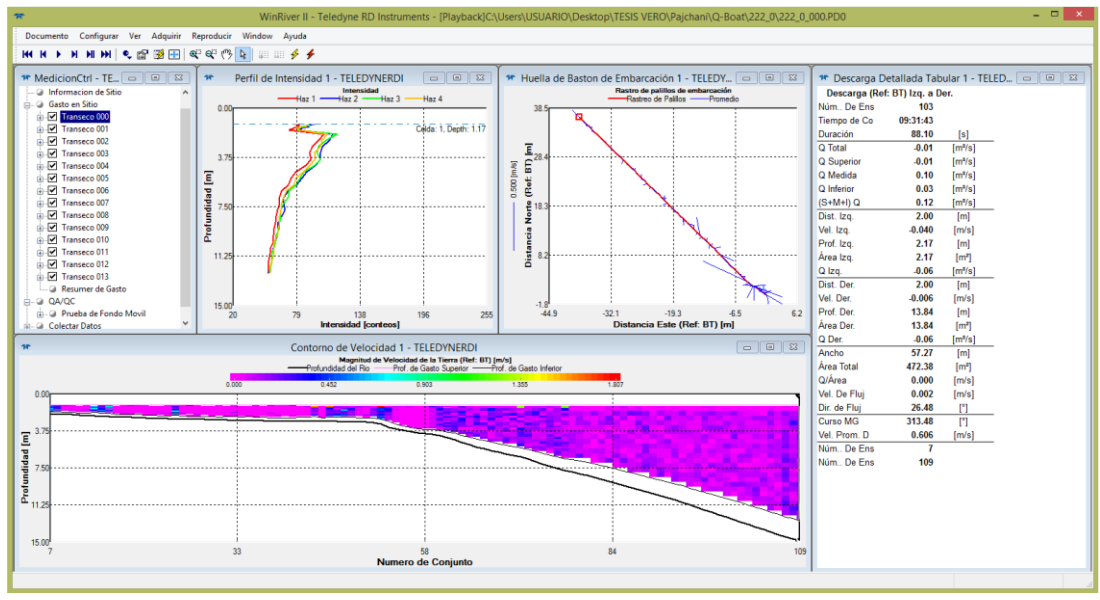 WinRiver II - Teledyne RD Instruments - [Playback]C:\Users\USUARIO\Desktop\TESIS VERO\Pajchani\Q-Boat\222_0\222_0_000.PD0
Documento Configurar Ver Adquirir Reproducir Window Ayuda
MedicionCtrl - TE...
Informacion de Sitio
Gasto en Sitio
Transeco 000
Transeco 001
Transeco 002
Transeco 003
Transeco 004
Transeco 005
Transeco 006
Transeco 007
Transeco 008
Transeco 009
Transeco 010
Transeco 011
Transeco 012
Transeco 013
Resumer de Gasto
QA/QC
Prueba de Fondo Movil
Colectar Datos
Perfil de Intensidad 1 - TELEDYNERDI
Intensidad
Haz 1 Haz 2 Haz 3 Haz 4
Celda: 1, Depth: 1.17
Profundidad [m]
0.00
3.75
7.50
11.25
15.00
20 79 138 196 255
Intensidad [conteos]
Huella de Baston de Embarcación 1 - TELEDY...
Rastro de palillos de embarcación
Rastreo de Palillos Promedio
0.500 [m/s]
Distancia Norte (Ref: BT) [m]
38.5
28.4
18.3
8.2
-1.8
-44.9 -32.1 -19.3 -6.5 6.2
Distancia Este (Ref: BT) [m]
Descarga Detallada Tabular 1 - TELED...
Descarga (Ref: BT) Izq. a Der.
Núm.. De Ens 103
Tiempo de Co 09:31:43
Duración 88.10 [s]
Q Total -0.01 [m³/s]
Q Superior -0.01 [m³/s]
Q Medida 0.10 [m³/s]
Q Inferior 0.03 [m³/s]
(S+M+I) Q 0.12 [m³/s]
Dist. Izq. 2.00 [m]
Vel. Izq. -0.040 [m/s]
Prof. Izq. 2.17 [m]
Área Izq. 2.17 [m²]
Q Izq. -0.06 [m³/s]
Dist. Der. 2.00 [m]
Vel. Der. -0.006 [m/s]
Prof. Der. 13.84 [m]
Área Der. 13.84 [m²]
Q Der. -0.06 [m³/s]
Ancho 57.27 [m]
Área Total 472.38 [m²]
Q/Área 0.000 [m/s]
Vel. De Fluj 0.002 [m/s]
Dir. de Fluj 26.48 [°]
Curso MG 313.48 [°]
Vel. Prom. D 0.606 [m/s]
Núm.. De Ens 7
Núm.. De Ens 109
Contorno de Velocidad 1 - TELEDYNERDI
Magnitud de Velocidad de la Tierra (Ref: BT) [m/s]
Profundidad del Rio Prof. de Gasto Superior Prof. de Gasto Inferior
0.000 0.452 0.903 1.355 1.807
Profundidad [m]
0.00
3.75
7.50
11.25
15.00
7 33 58 84 109
Numero de Conjunto